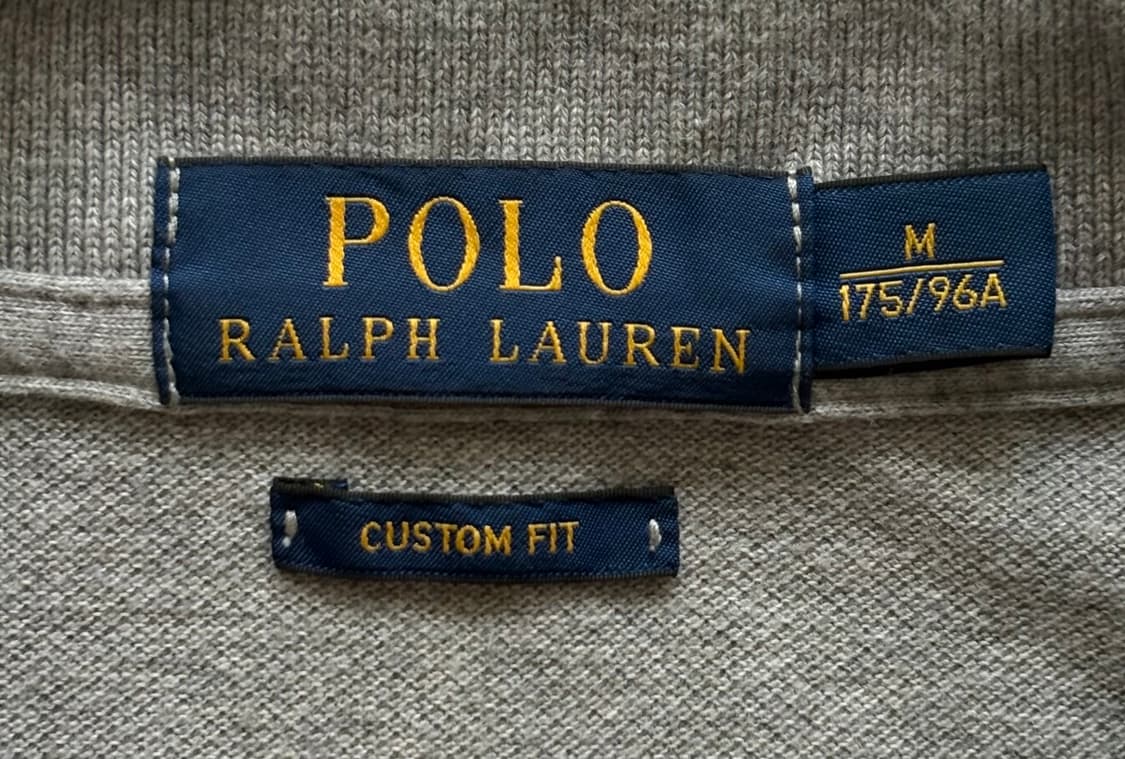 POLO
RALPH LAUREN
M
175/96A
CUSTOM FIT